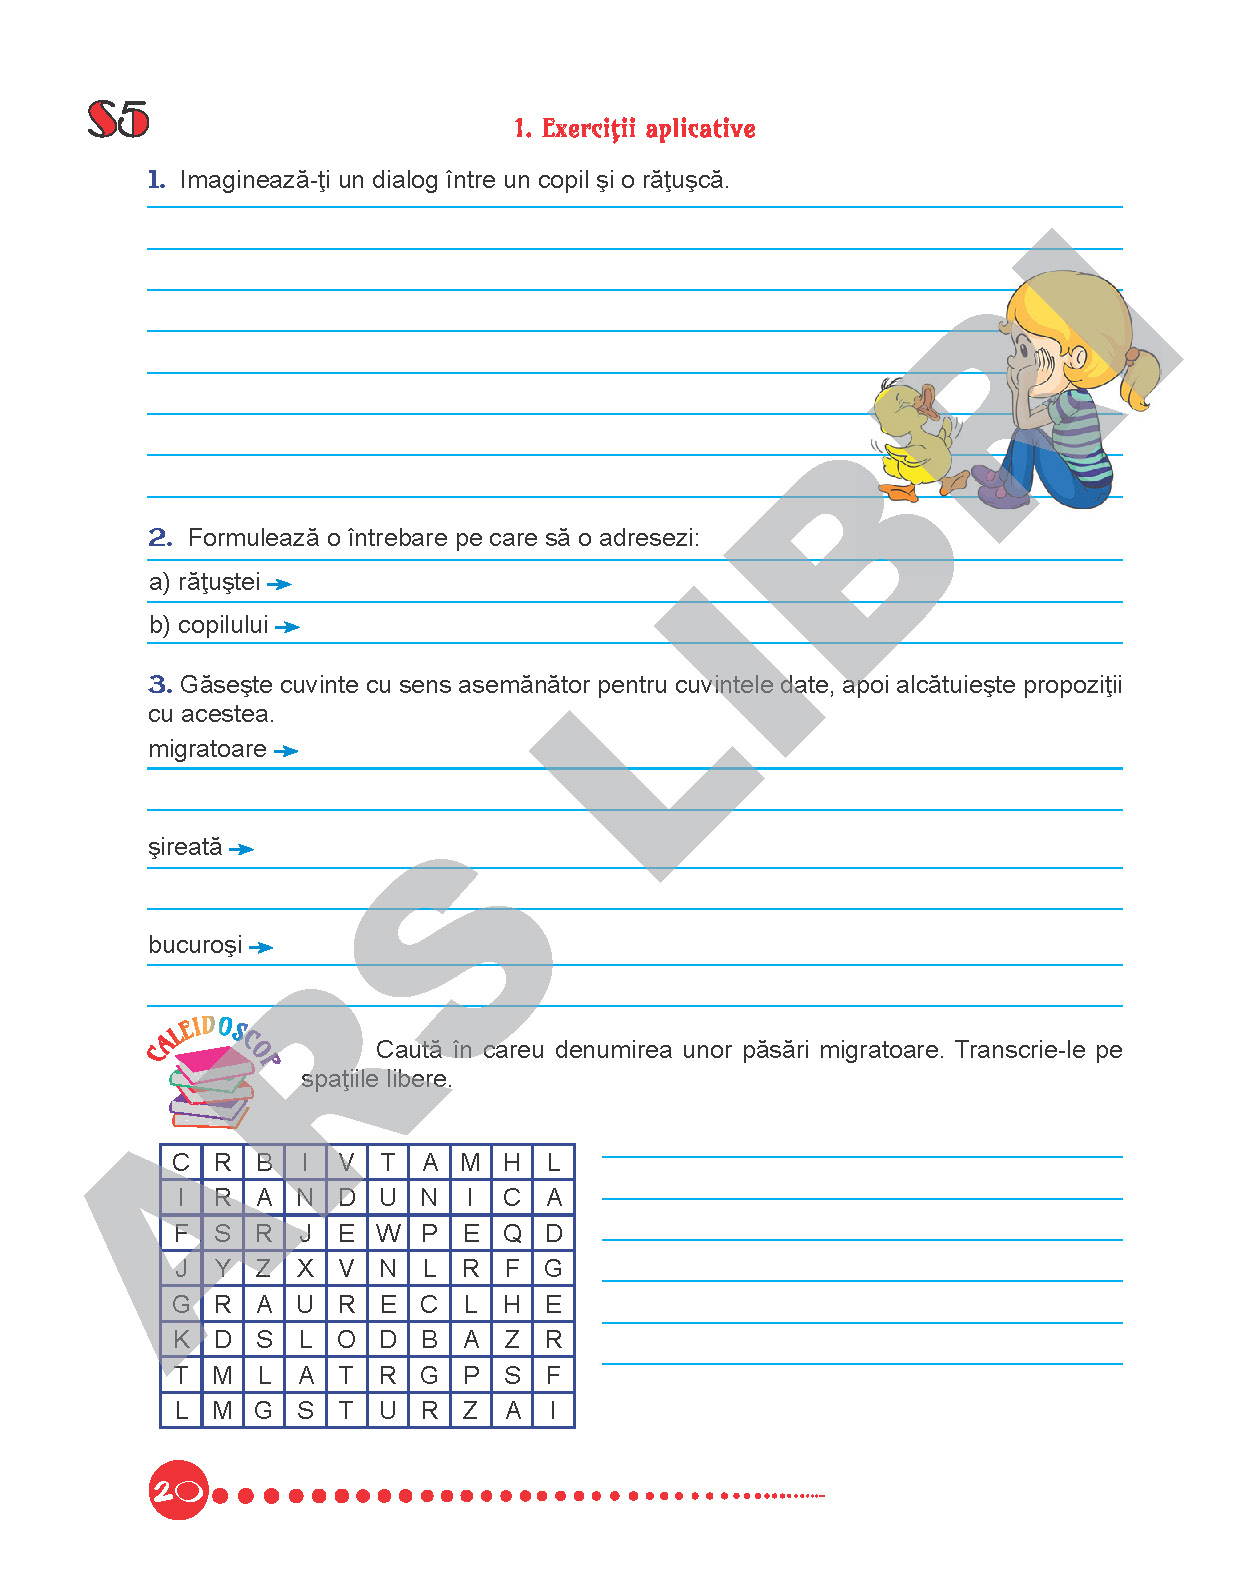 S5
1. Exerciţii aplicative
1. Imaginează-ţi un dialog între un copil şi o răţuşcă.
2. Formulează o întrebare pe care să o adresezi:
a) răţuştei
b) copilului
3. Găseşte cuvinte cu sens asemănător pentru cuvintele date, apoi alcătuieşte propoziţii
cu acestea.
migratoare
şireată
bucuroşi
CALEIDOSCOP
Caută în careu denumirea unor păsări migratoare. Transcrie-le pe
spaţiile libere.
C R B I V T A M H L
I R A N D U N I C A
F S R J E W P E Q D
J Y Z X V N L R F G
G R A U R E C L H E
K D S L O D B A Z R
T M L A T R G P S F
L M G S T U R Z A I
20
ARS LIBRI